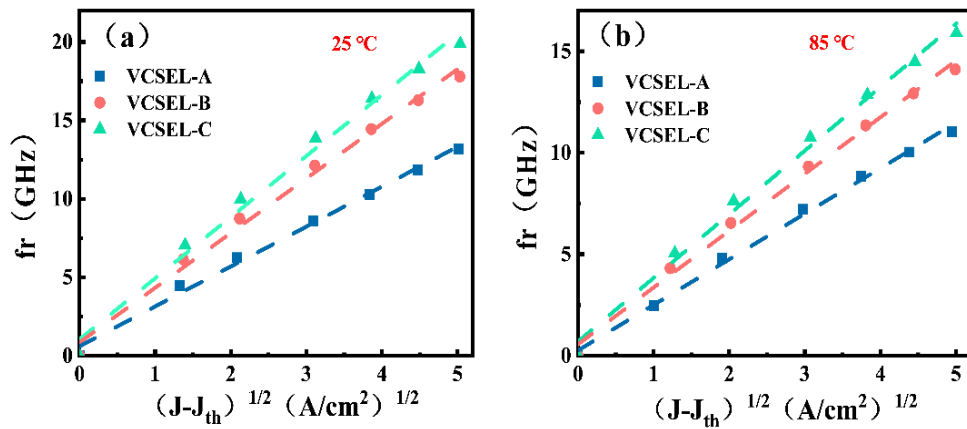 (a)
25 °C
VCSEL-A
VCSEL-B
VCSEL-C
fr (GHz)
20
15
10
5
0
0 1 2 3 4 5
(J-Jth) 1/2 (A/cm2) 1/2
(b)
85 °C
VCSEL-A
VCSEL-B
VCSEL-C
fr (GHz)
15
10
5
0
0 1 2 3 4 5
(J-Jth) 1/2 (A/cm2) 1/2